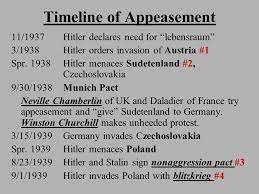 Timeline of Appeasement
11/1937 Hitler declares need for “lebensraum”
3/1938 Hitler orders invasion of Austria #1
Spr. 1938 Hitler menaces Sudetenland #2,
Czechoslovakia
9/30/1938 Munich Pact
Neville Chamberlin of UK and Daladier of France try
appeasement and “give” Sudetenland to Germany.
Winston Churchill makes unheeded protest.
3/15/1939 Germany invades Czechoslovakia
Spr. 1939 Hitler menaces Poland
8/23/1939 Hitler and Stalin sign nonaggression pact #3
9/1/1939 Hitler invades Poland with blitzkrieg #4